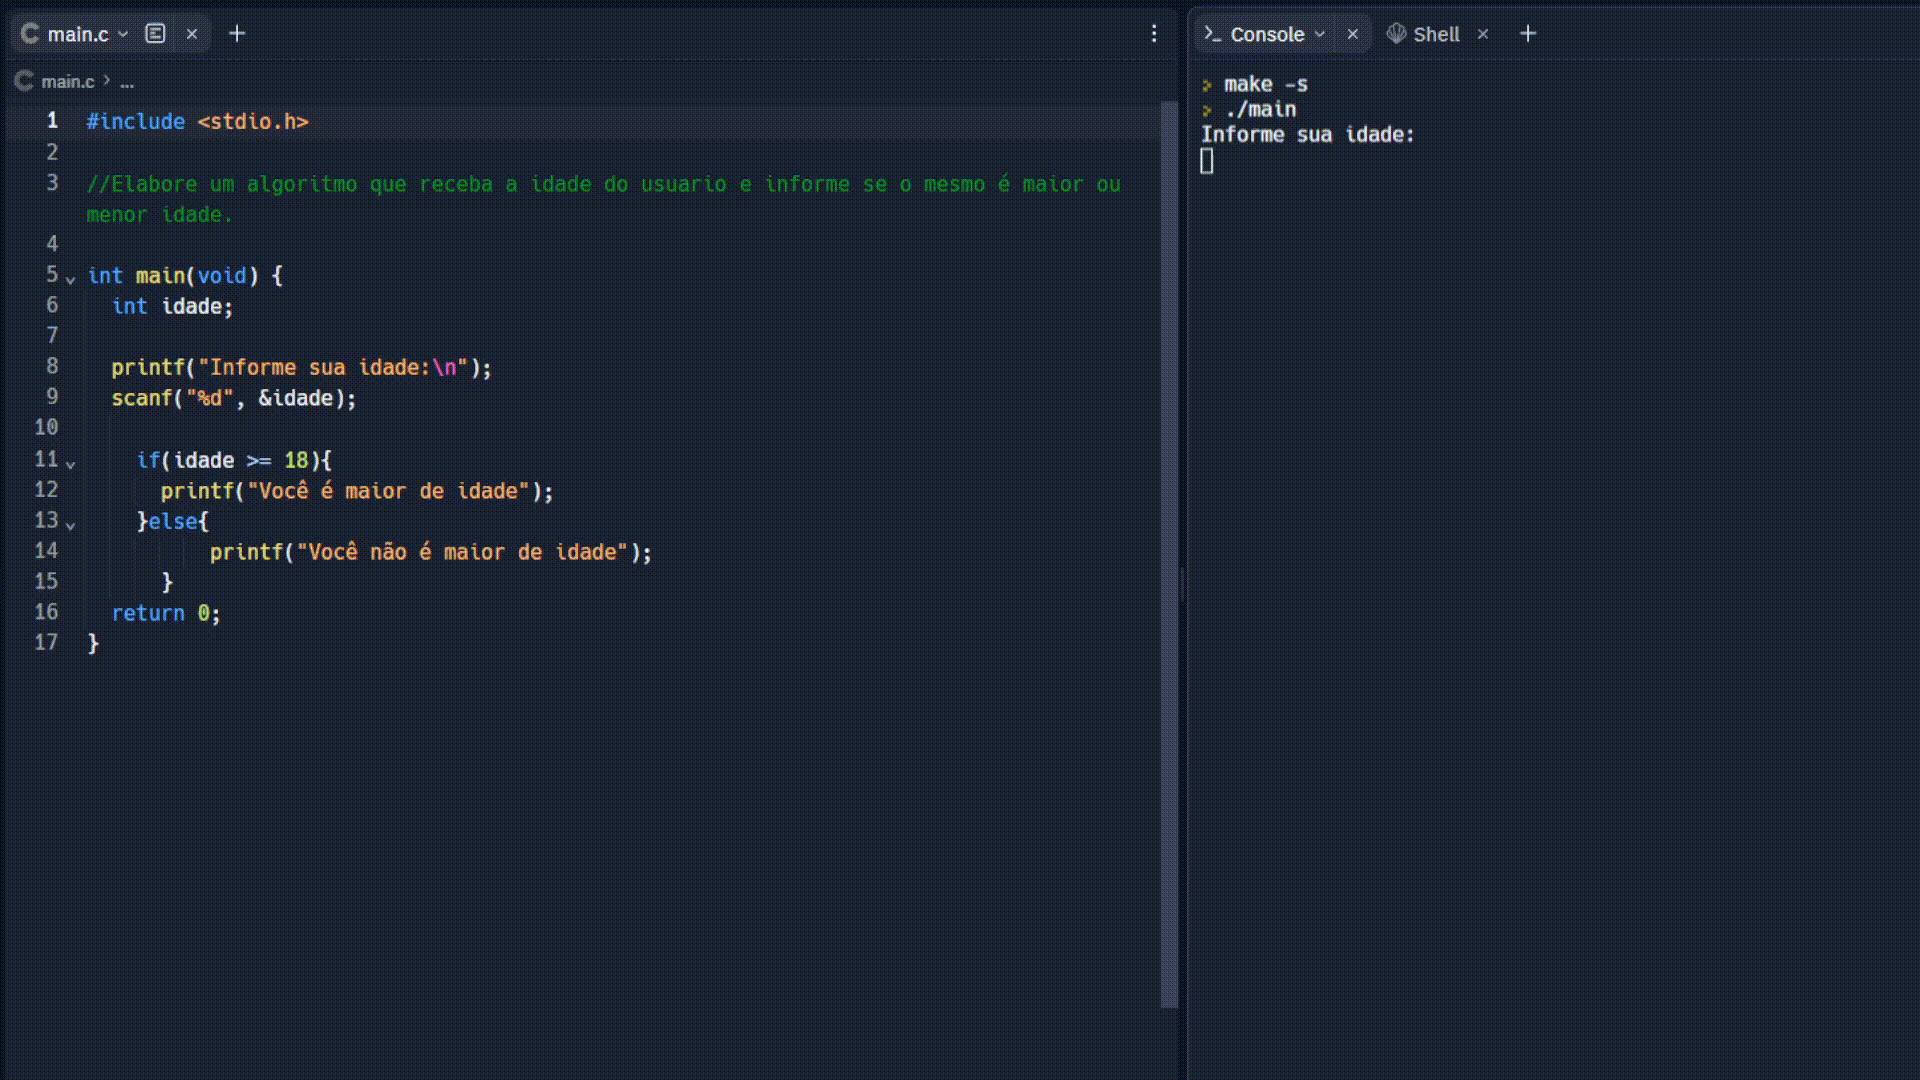 main.c
main.c > ...
1 #include <stdio.h>
2
3 //Elabore um algoritmo que receba a idade do usuario e informe se o mesmo é maior ou
menor idade.
4
5 int main(void) {
6 int idade;
7
8 printf("Informe sua idade:\n");
9 scanf("%d", &idade);
10
11 if(idade >= 18){
12 printf("Você é maior de idade");
13 }else{
14 printf("Você não é maior de idade");
15 }
16 return 0;
17 }
Console
Shell
> make -s
> ./main
Informe sua idade: